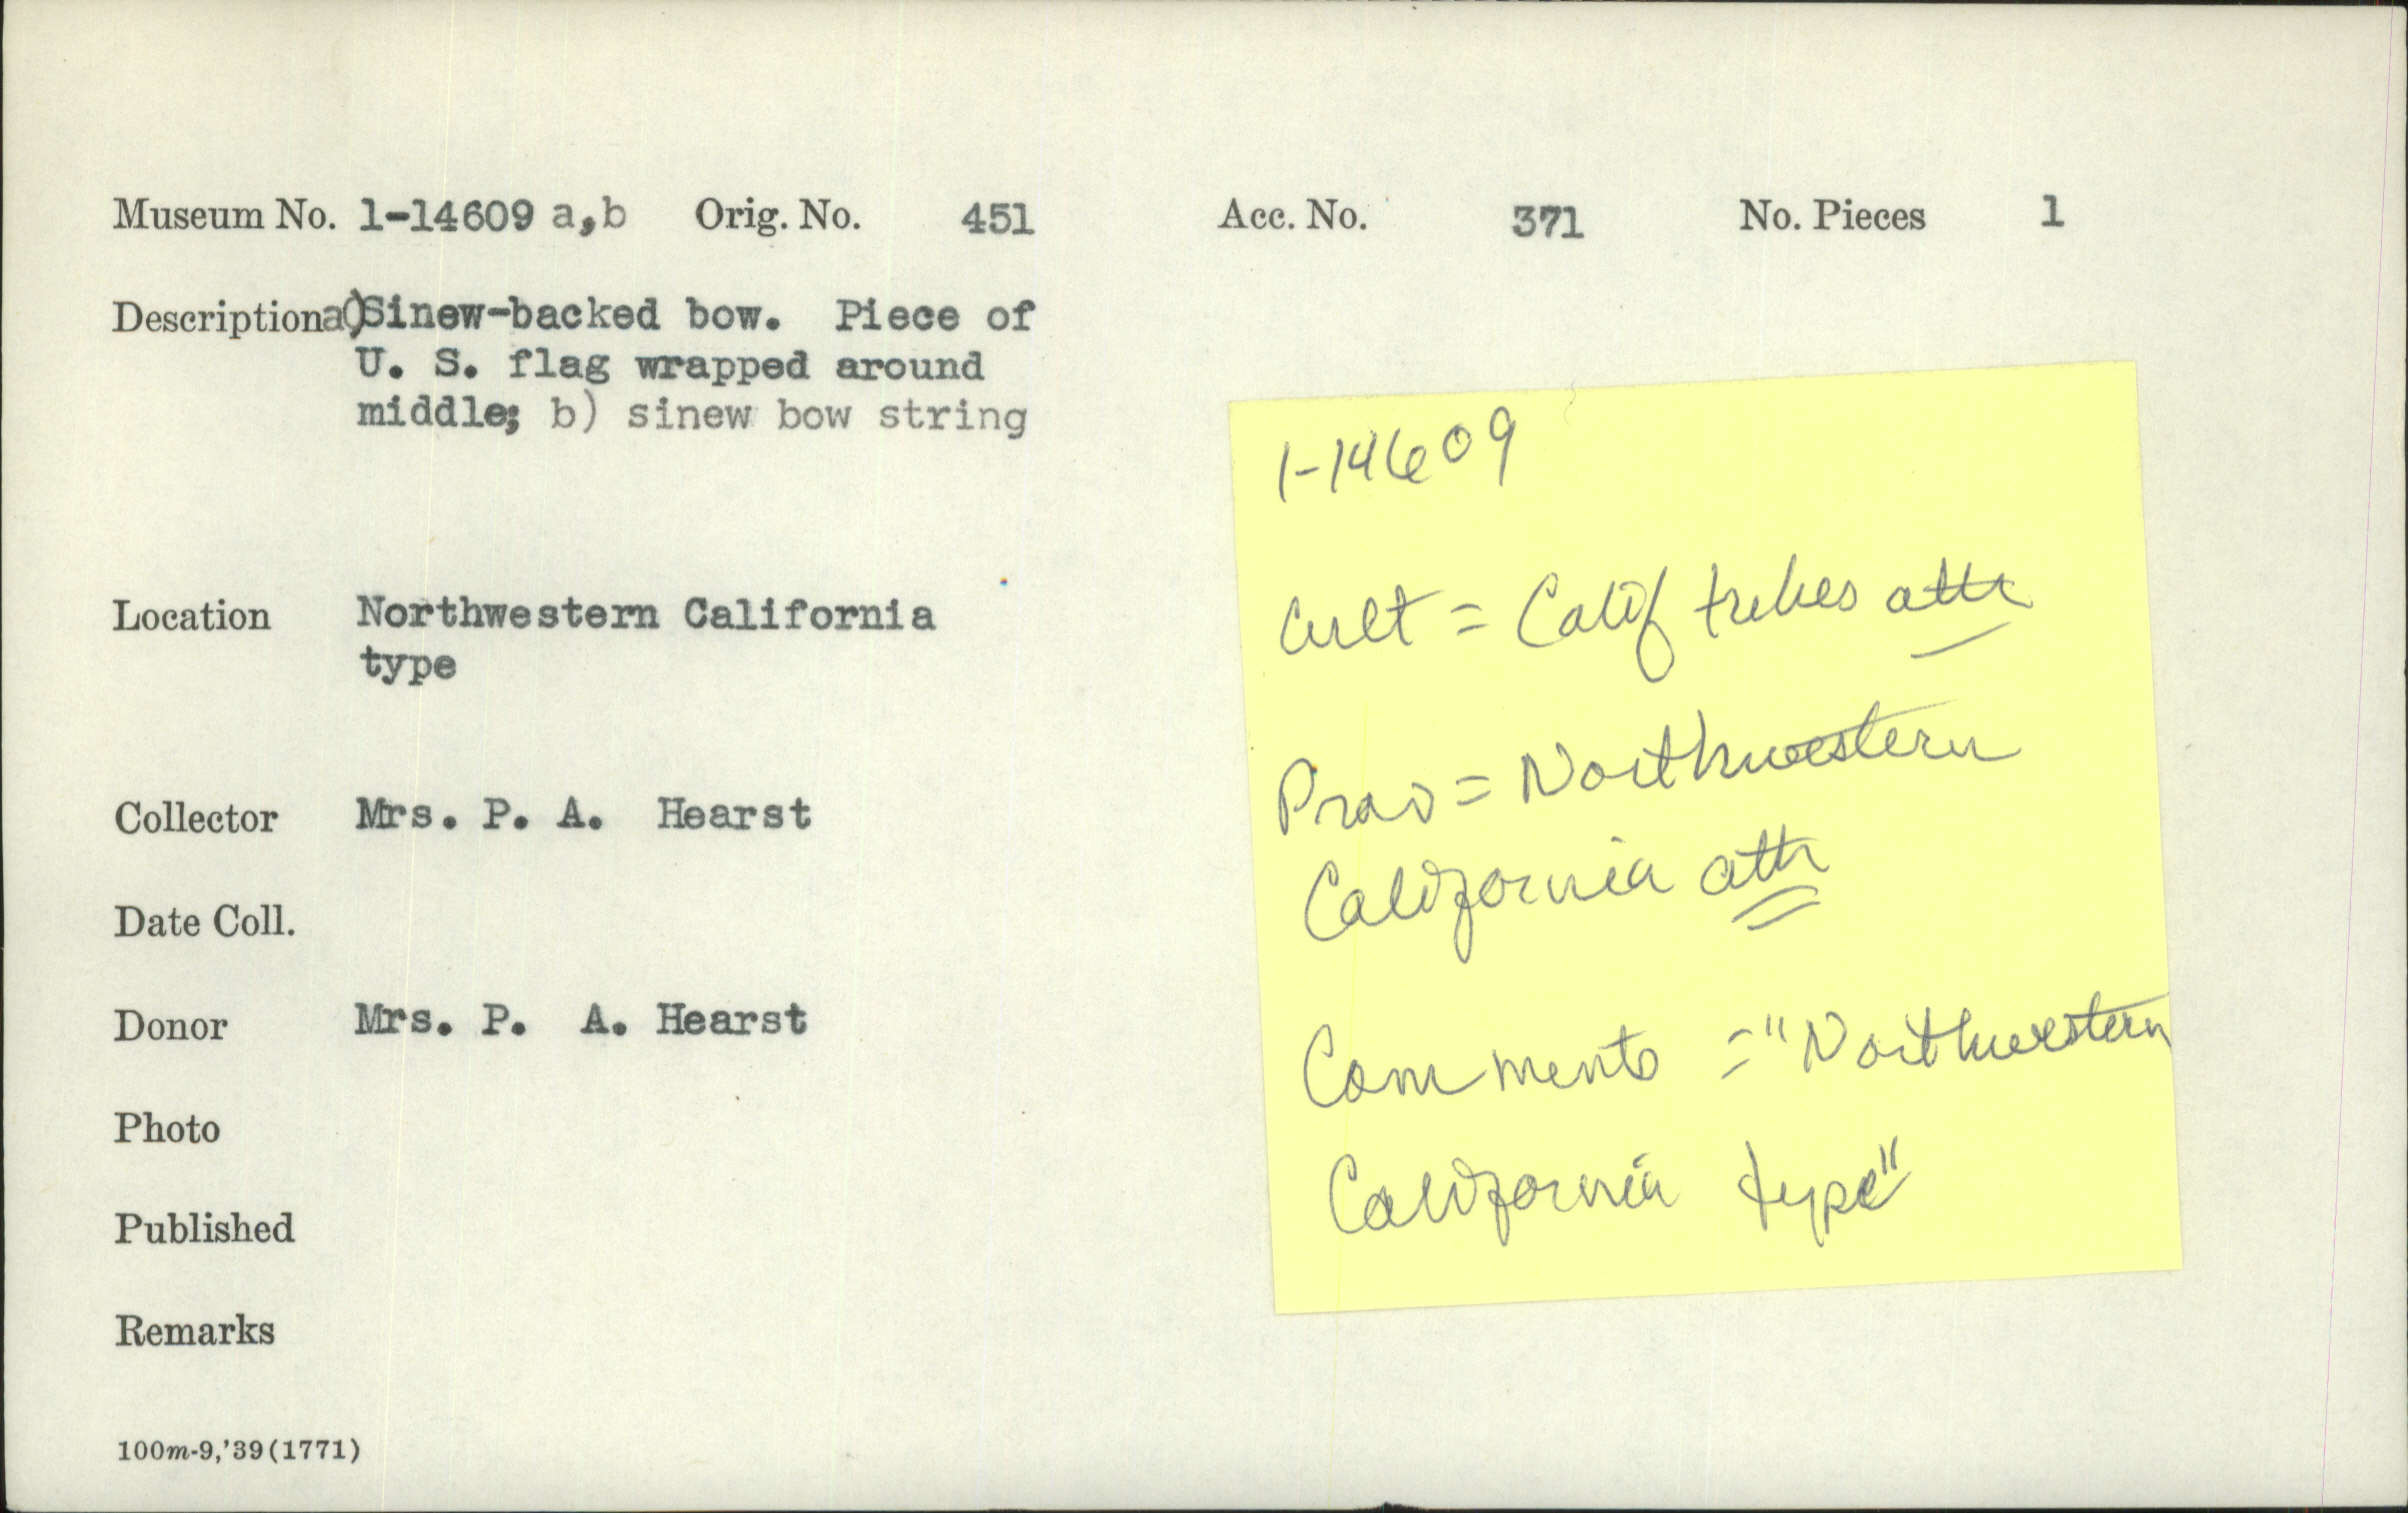 Museum No. 1-14609 a,b Orig. No. 451 Acc. No. 371 No. Pieces 1
Description a) Sinew-backed bow. Piece of
U. S. flag wrapped around
middle; b) sinew bow string
Location Northwestern California
type
Collector Mrs. P. A. Hearst
Date Coll.
Donor Mrs. P. A. Hearst
Photo
Published
Remarks
100m-9,'39(1771)
1-14609
Cult = Calif tribes attr
Prov = Northwestern
California attr
Comments = "Northwestern
California type"